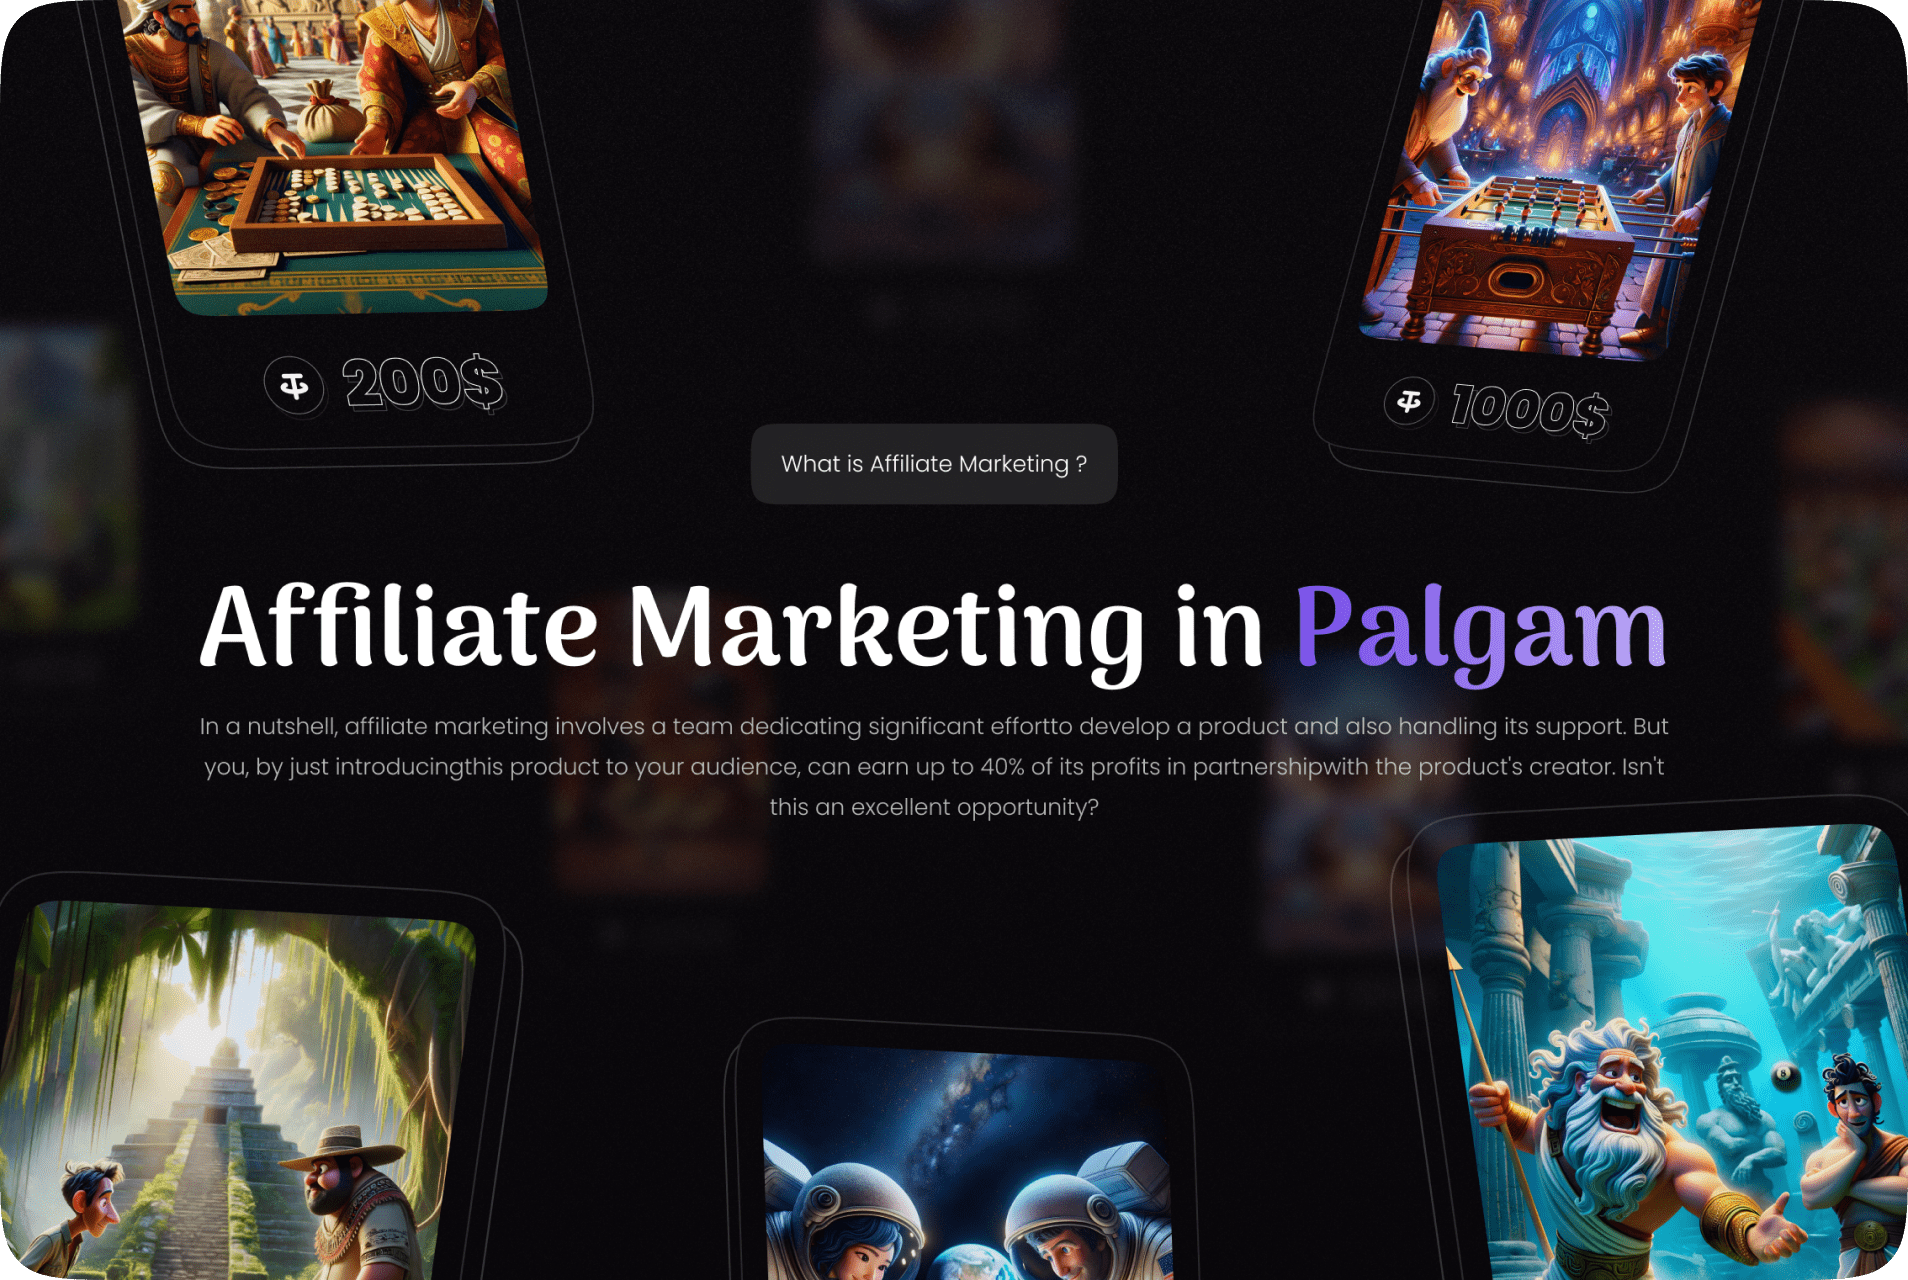 200$
1000$
What is Affiliate Marketing ?
Affiliate Marketing in Palgam
In a nutshell, affiliate marketing involves a team dedicating significant effortto develop a product and also handling its support. But
you, by just introducingthis product to your audience, can earn up to 40% of its profits in partnershipwith the product's creator. Isn't
this an excellent opportunity?
8